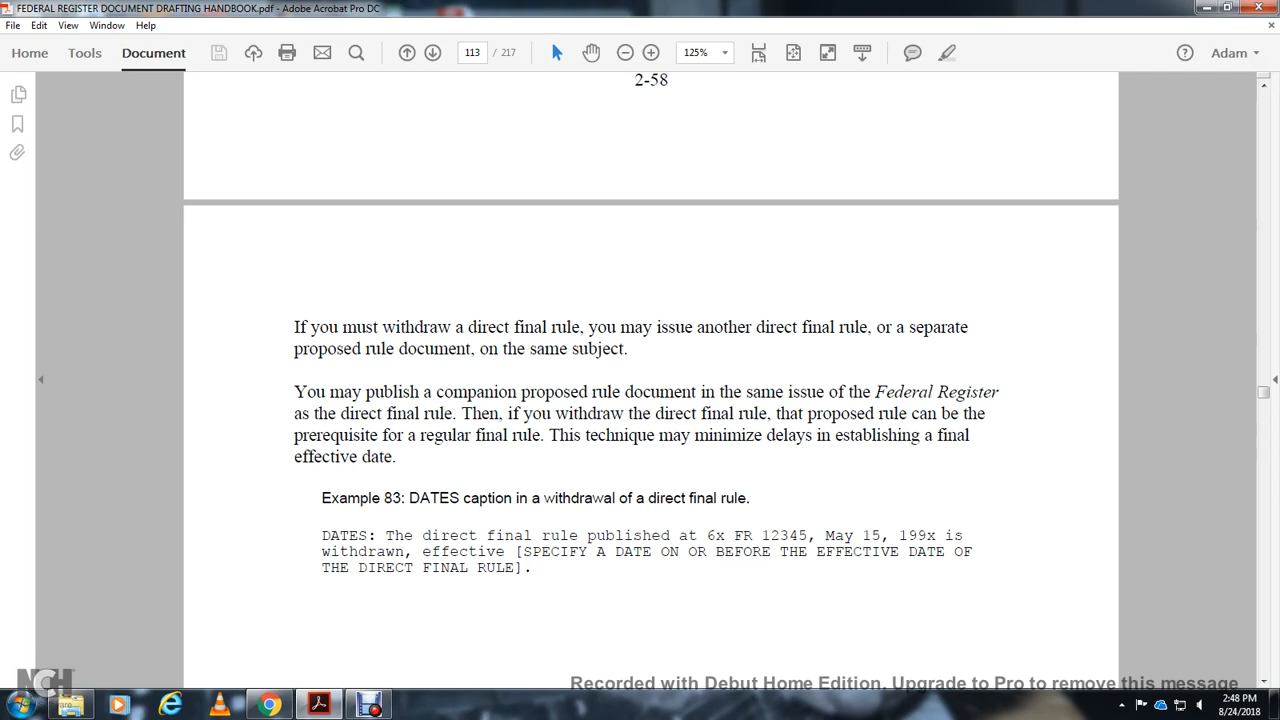 FEDERAL REGISTER DOCUMENT DRAFTING HANDBOOK.pdf - Adobe Acrobat Pro DC
File Edit View Window Help
Home Tools Document 113 / 217 125% Adam
2-58
If you must withdraw a direct final rule, you may issue another direct final rule, or a separate
proposed rule document, on the same subject.
You may publish a companion proposed rule document in the same issue of the Federal Register
as the direct final rule. Then, if you withdraw the direct final rule, that proposed rule can be the
prerequisite for a regular final rule. This technique may minimize delays in establishing a final
effective date.
Example 83: DATES caption in a withdrawal of a direct final rule.
DATES: The direct final rule published at 6x FR 12345, May 15, 199x is
withdrawn, effective [SPECIFY A DATE ON OR BEFORE THE EFFECTIVE DATE OF
THE DIRECT FINAL RULE].
NCH
Recorded with Debut Home Edition. Upgrade to Pro to remove this message
2:48 PM
8/24/2018